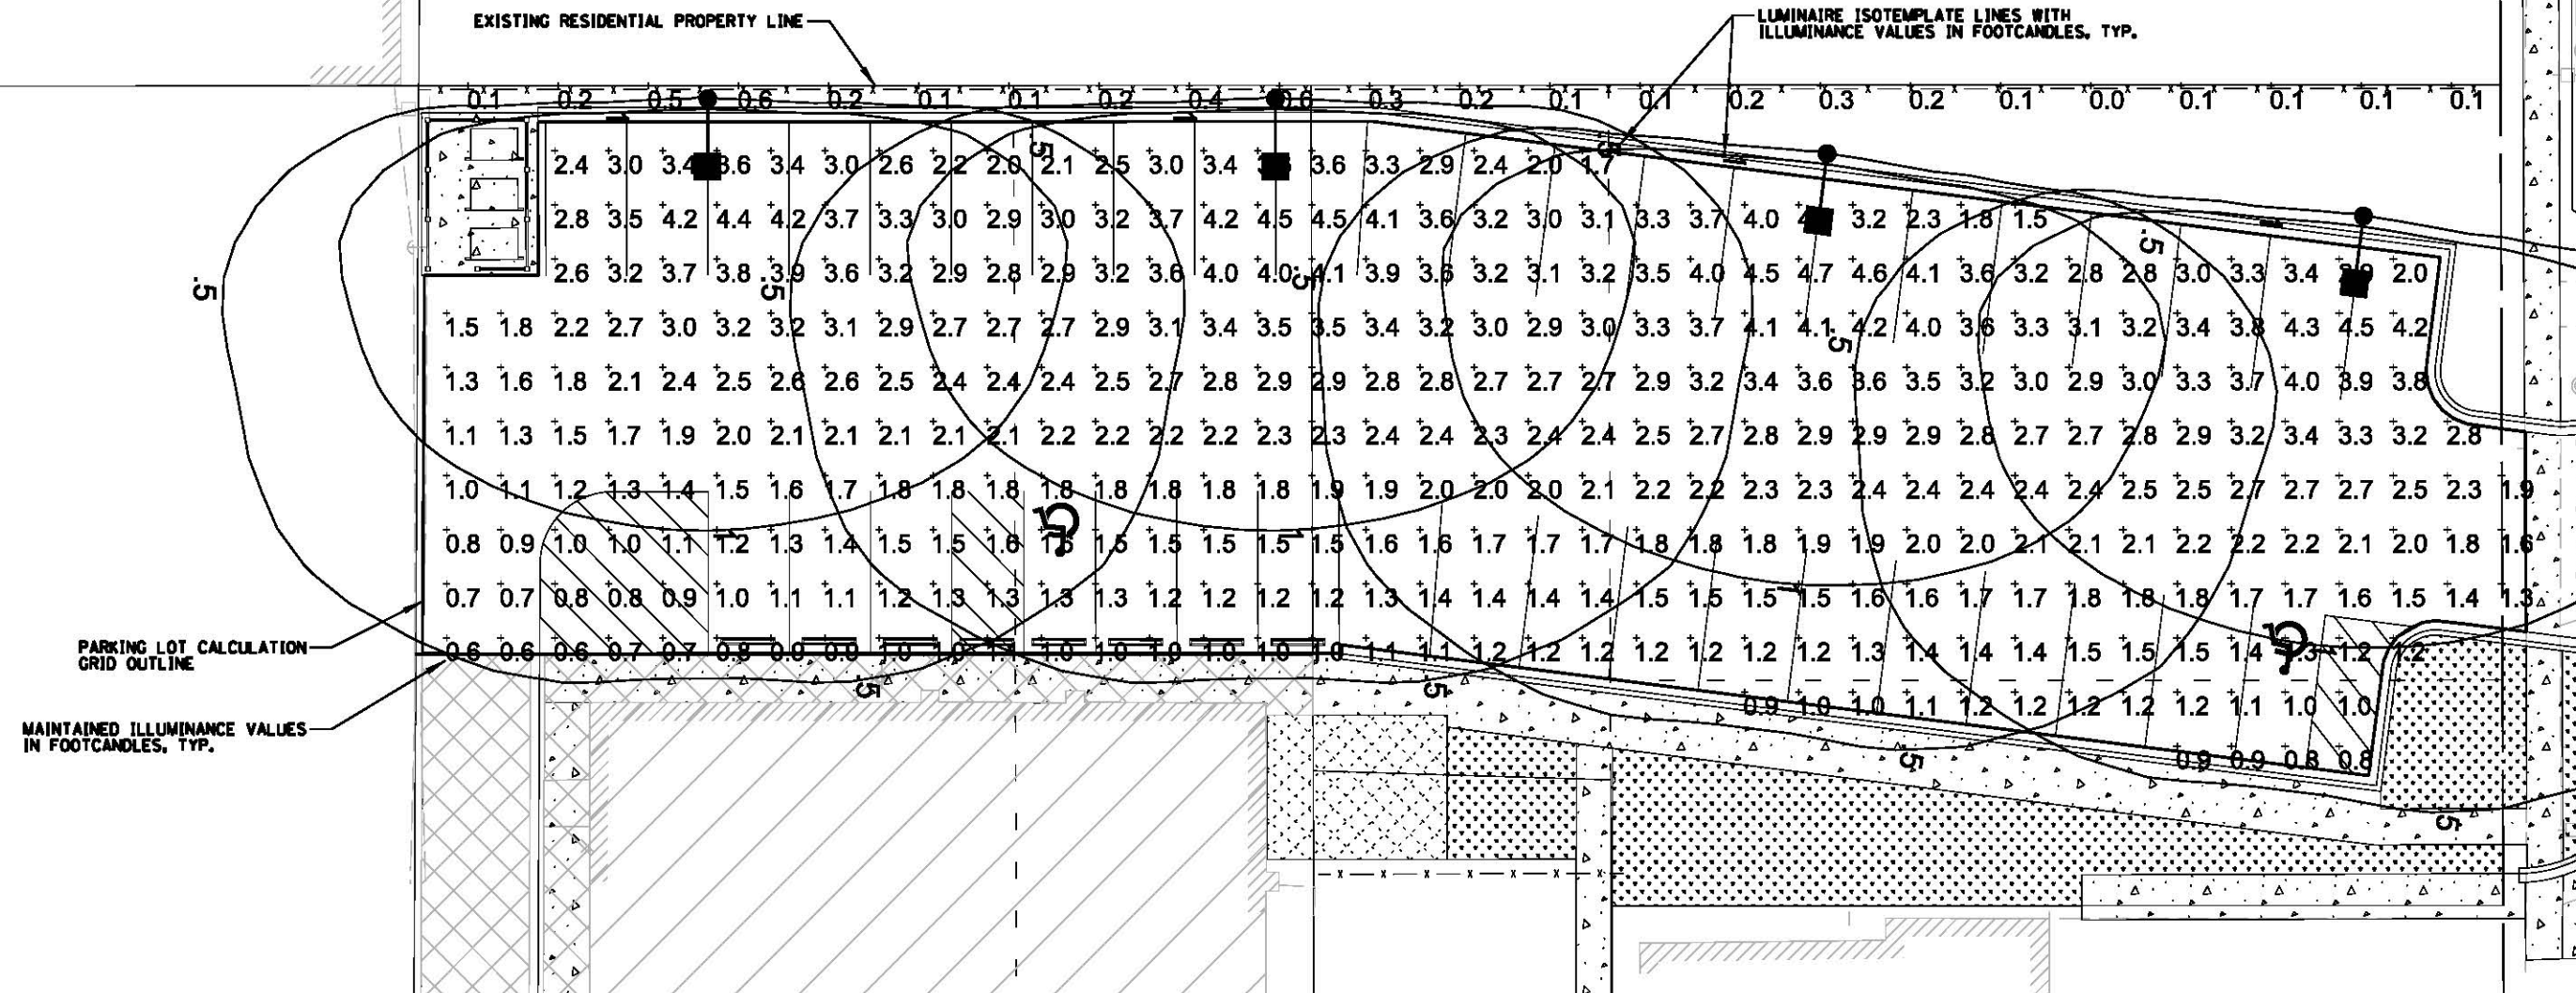 EXISTING RESIDENTIAL PROPERTY LINE
LUMINAIRE ISOTEMPLATE LINES WITH
ILLUMINANCE VALUES IN FOOTCANDLES, TYP.
0.1 0.2 0.5 0.6 0.2 0.1 0.1 0.2 0.4 0.6 0.3 0.2 0.1 0.1 0.2 0.3 0.2 0.1 0.0 0.1 0.1 0.1 0.1
2.4 3.0 3.4 3.6 3.4 3.0 2.6 2.2 2.0 2.1 2.5 3.0 3.4 3.6 3.3 2.9 2.4 2.0 1.7
2.8 3.5 4.2 4.4 4.2 3.7 3.3 3.0 2.9 3.0 3.2 3.7 4.2 4.5 4.5 4.1 3.6 3.2 3.0 3.1 3.3 3.7 4.0 3.2 2.3 1.8 1.5
2.6 3.2 3.7 3.8 3.9 3.6 3.2 2.9 2.8 2.9 3.2 3.6 4.0 4.0 4.1 3.9 3.6 3.2 3.1 3.2 3.5 4.0 4.5 4.7 4.6 4.1 3.6 3.2 2.8 2.8 3.0 3.3 3.4 2.0
1.5 1.8 2.2 2.7 3.0 3.2 3.2 3.1 2.9 2.7 2.7 2.7 2.9 3.1 3.4 3.5 3.5 3.4 3.2 3.0 2.9 3.0 3.3 3.7 4.1 4.1 4.2 4.0 3.6 3.3 3.1 3.2 3.4 3.8 4.3 4.5 4.2
1.3 1.6 1.8 2.1 2.4 2.5 2.6 2.6 2.5 2.4 2.4 2.4 2.5 2.7 2.8 2.9 2.9 2.8 2.8 2.7 2.7 2.7 2.9 3.2 3.4 3.6 3.6 3.5 3.2 3.0 2.9 3.0 3.3 3.7 4.0 3.9 3.8
1.1 1.3 1.5 1.7 1.9 2.0 2.1 2.1 2.1 2.1 2.1 2.2 2.2 2.2 2.2 2.3 2.3 2.4 2.4 2.3 2.4 2.4 2.5 2.7 2.8 2.9 2.9 2.9 2.8 2.7 2.7 2.8 2.9 3.2 3.4 3.3 3.2 2.8
1.0 1.1 1.2 1.3 1.4 1.5 1.6 1.7 1.8 1.8 1.8 1.8 1.8 1.8 1.8 1.8 1.9 1.9 2.0 2.0 2.0 2.1 2.2 2.2 2.3 2.3 2.4 2.4 2.4 2.4 2.4 2.5 2.5 2.7 2.7 2.7 2.5 2.3 1.9
0.8 0.9 1.0 1.0 1.1 1.2 1.3 1.4 1.5 1.5 1.6 1.5 1.5 1.5 1.5 1.5 1.6 1.6 1.7 1.7 1.7 1.8 1.8 1.8 1.9 1.9 2.0 2.0 2.1 2.1 2.1 2.2 2.2 2.2 2.1 2.0 1.8 1.6
0.7 0.7 0.8 0.8 0.9 1.0 1.1 1.1 1.2 1.3 1.3 1.3 1.3 1.2 1.2 1.2 1.2 1.3 1.4 1.4 1.4 1.4 1.5 1.5 1.5 1.5 1.6 1.6 1.7 1.7 1.8 1.8 1.8 1.7 1.7 1.6 1.5 1.4 1.3
0.6 0.6 0.6 0.7 0.7 0.8 1.0 1.0 1.0 1.0 1.0 1.1 1.1 1.2 1.2 1.2 1.2 1.2 1.2 1.2 1.3 1.4 1.4 1.4 1.5 1.5 1.5 1.4 1.3 1.2 1.2
0.9 1.0 1.0 1.1 1.2 1.2 1.2 1.2 1.2 1.1 1.0 1.0
0.9 0.9 0.8 0.8
.5
.5
.5
.5
.5
.5
.5
.5
.5
.5
.5
PARKING LOT CALCULATION
GRID OUTLINE
MAINTAINED ILLUMINANCE VALUES
IN FOOTCANDLES, TYP.